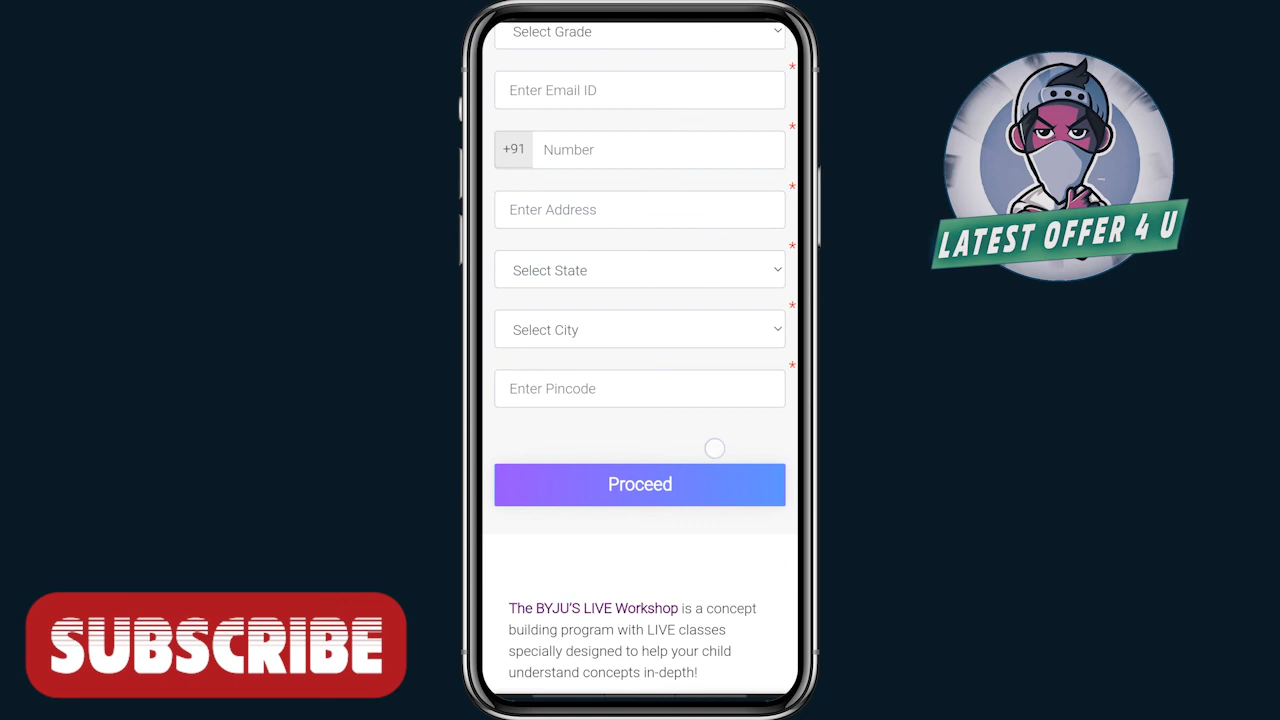 Select Grade
*
Enter Email ID
*
+91 Number
*
Enter Address
*
Select State
*
Select City
*
Enter Pincode
Proceed
The BYJU'S LIVE Workshop is a concept
building program with LIVE classes
specially designed to help your child
understand concepts in-depth!
LATEST OFFER 4 U
SUBSCRIBE